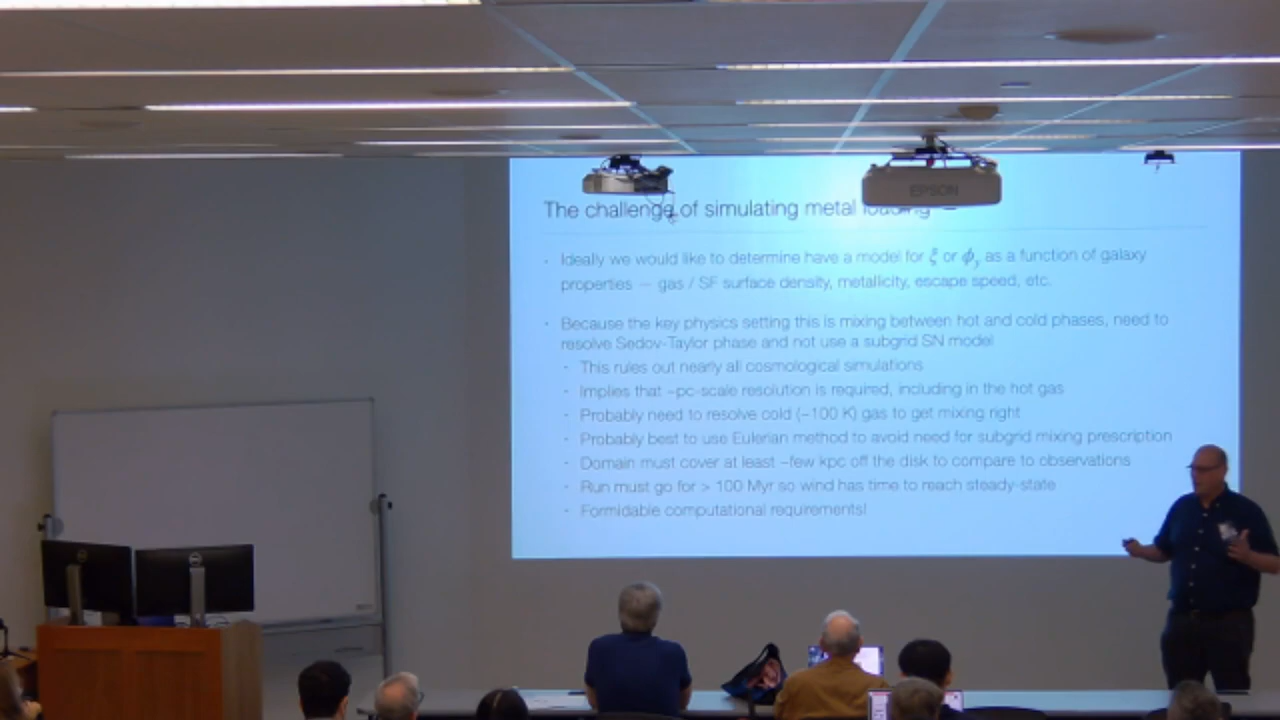 EPSON
The challenge of simulating metal loading
· Ideally we would like to determine have a model for ξ or ϕy as a function of galaxy
properties — gas / SF surface density, metallicity, escape speed, etc.
· Because the key physics setting this is mixing between hot and cold phases, need to
resolve Sedov-Taylor phase and not use a subgrid SN model
- This rules out nearly all cosmological simulations
- Implies that ~pc-scale resolution is required, including in the hot gas
- Probably need to resolve cold (~100 K) gas to get mixing right
- Probably best to use Eulerian method to avoid need for subgrid mixing prescription
- Domain must cover at least ~few kpc off the disk to compare to observations
- Run must go for > 100 Myr so wind has time to reach steady-state
- Formidable computational requirements!